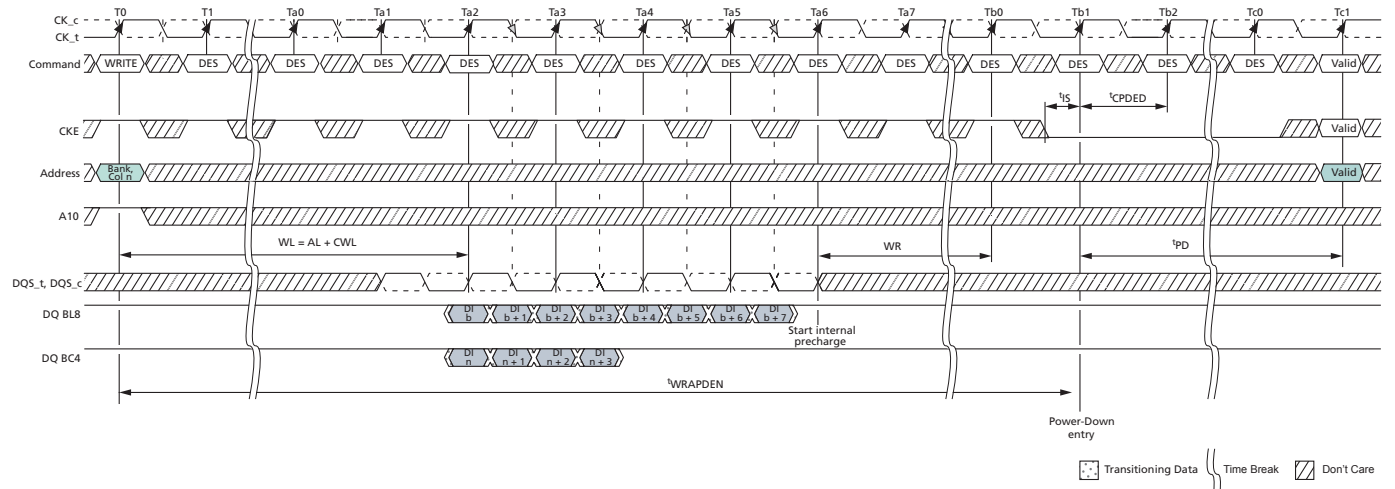 T0 T1 Ta0 Ta1 Ta2 Ta3 Ta4 Ta5 Ta6 Ta7 Tb0 Tb1 Tb2 Tc0 Tc1
CK_c
CK_t
Command WRITE DES DES DES DES DES DES DES DES DES DES DES DES DES Valid
tIS tCPDED
CKE Valid
Address Bank, Col n Valid
A10
WL = AL + CWL WR tPD
DQS_t, DQS_c
DQ BL8 DI b DI b + 1 DI b + 2 DI b + 3 DI b + 4 DI b + 5 DI b + 6 DI b + 7
Start internal
precharge
DQ BC4 DI n DI n + 1 DI n + 2 DI n + 3
tWRAPDEN
Power-Down
entry
Transitioning Data Time Break Don't Care